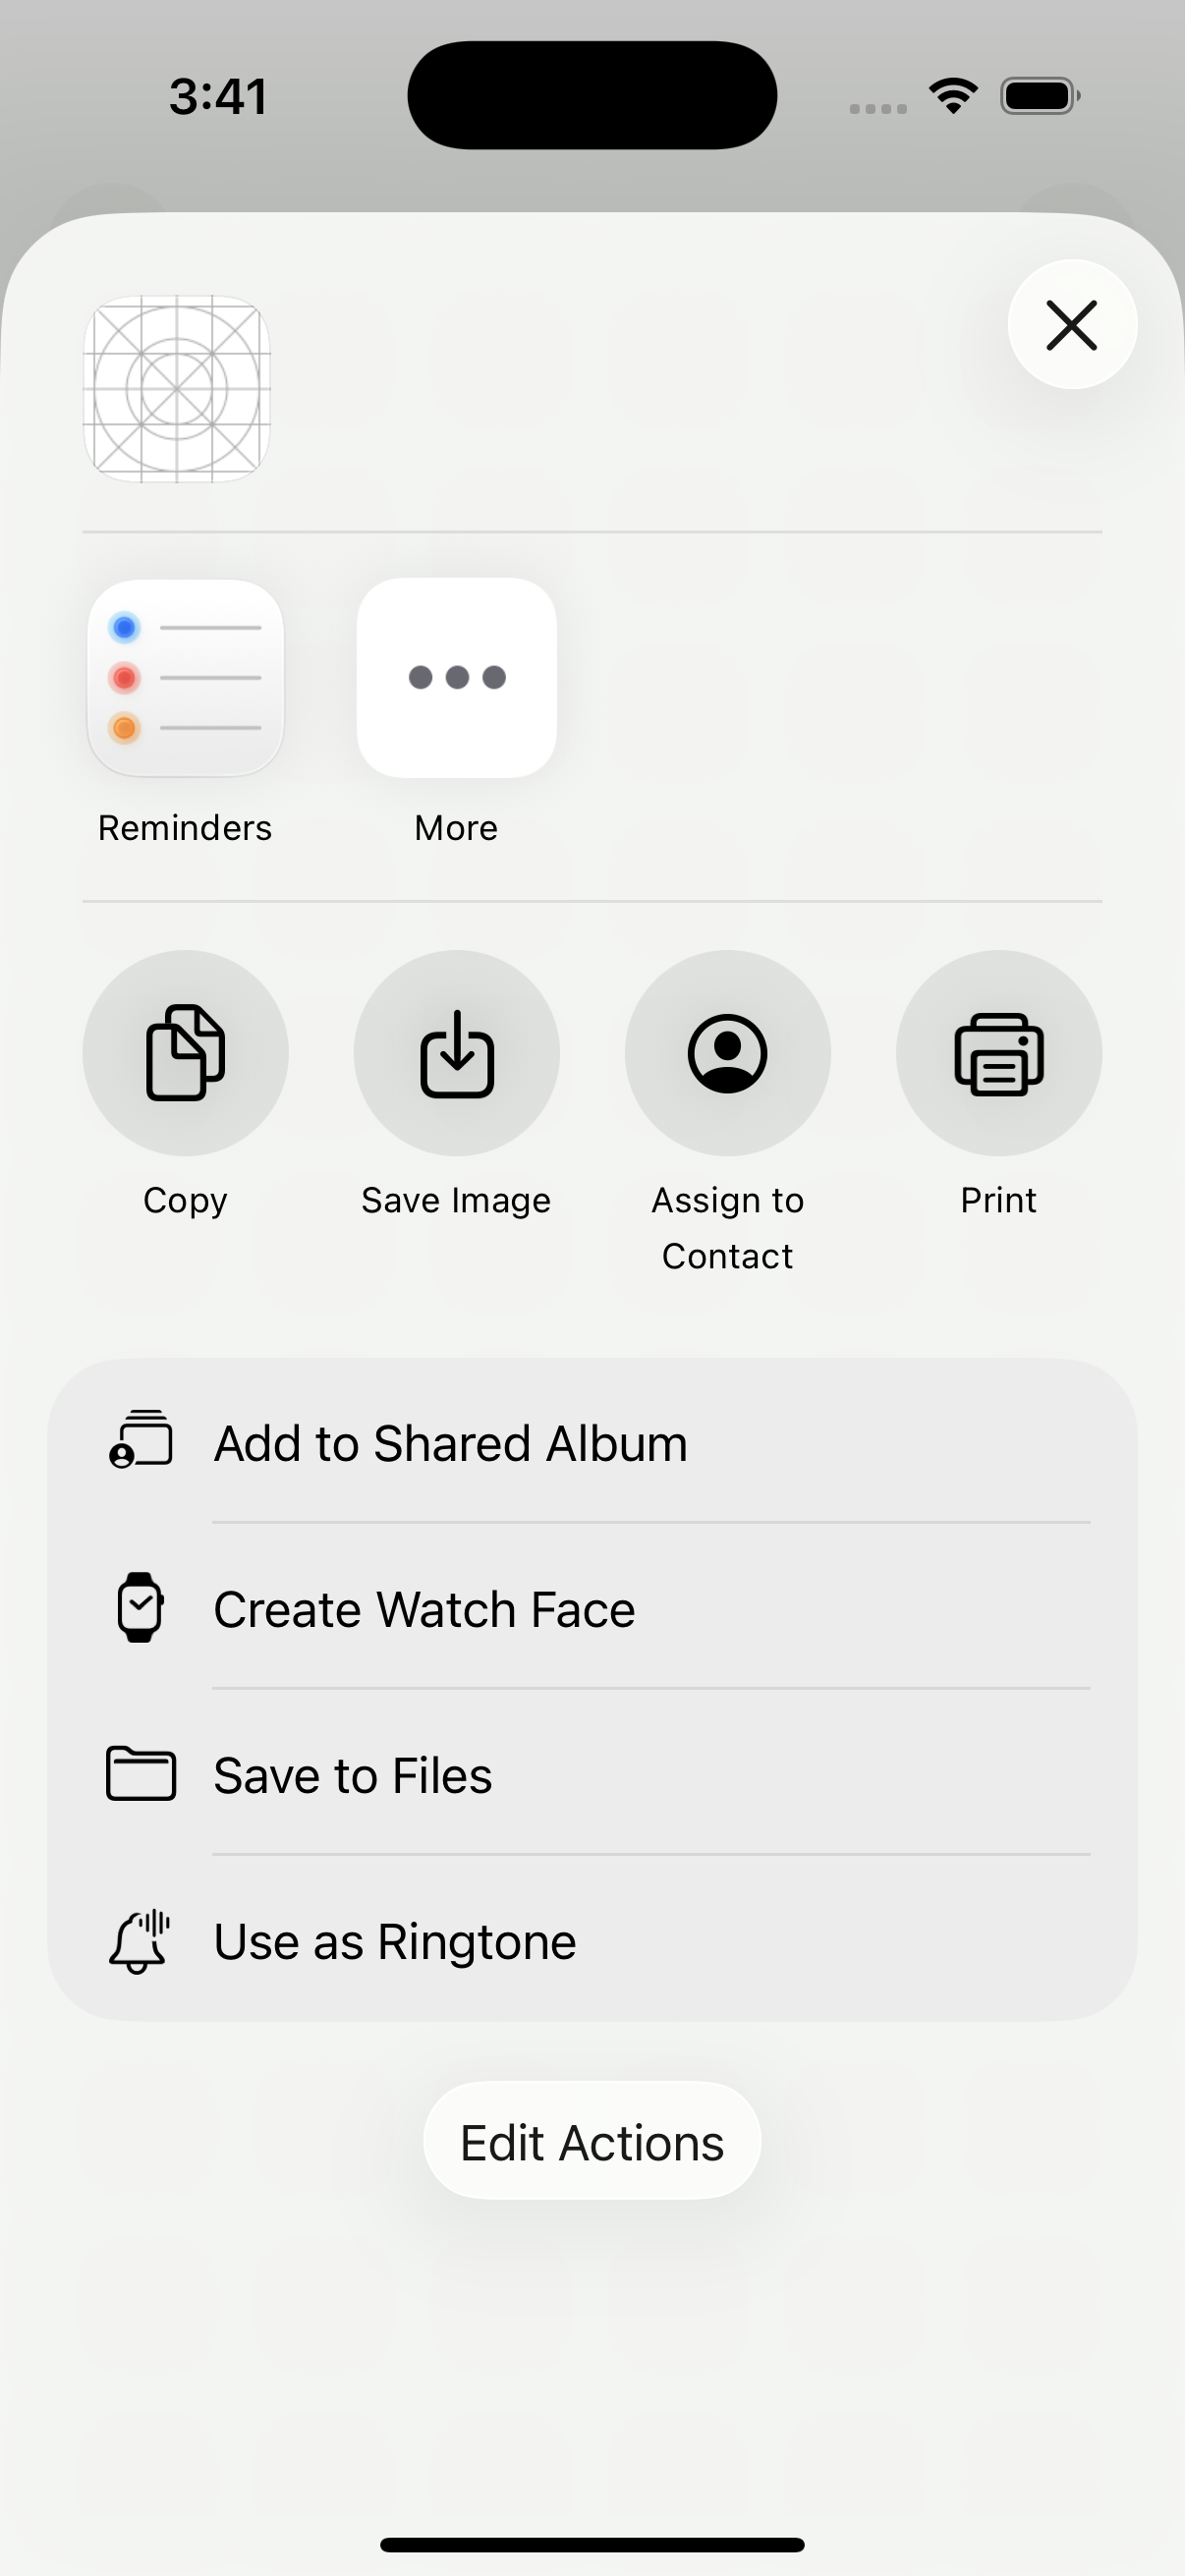 3:41
Reminders
More
Copy
Save Image
Assign to
Contact
Print
Add to Shared Album
Create Watch Face
Save to Files
Use as Ringtone
Edit Actions